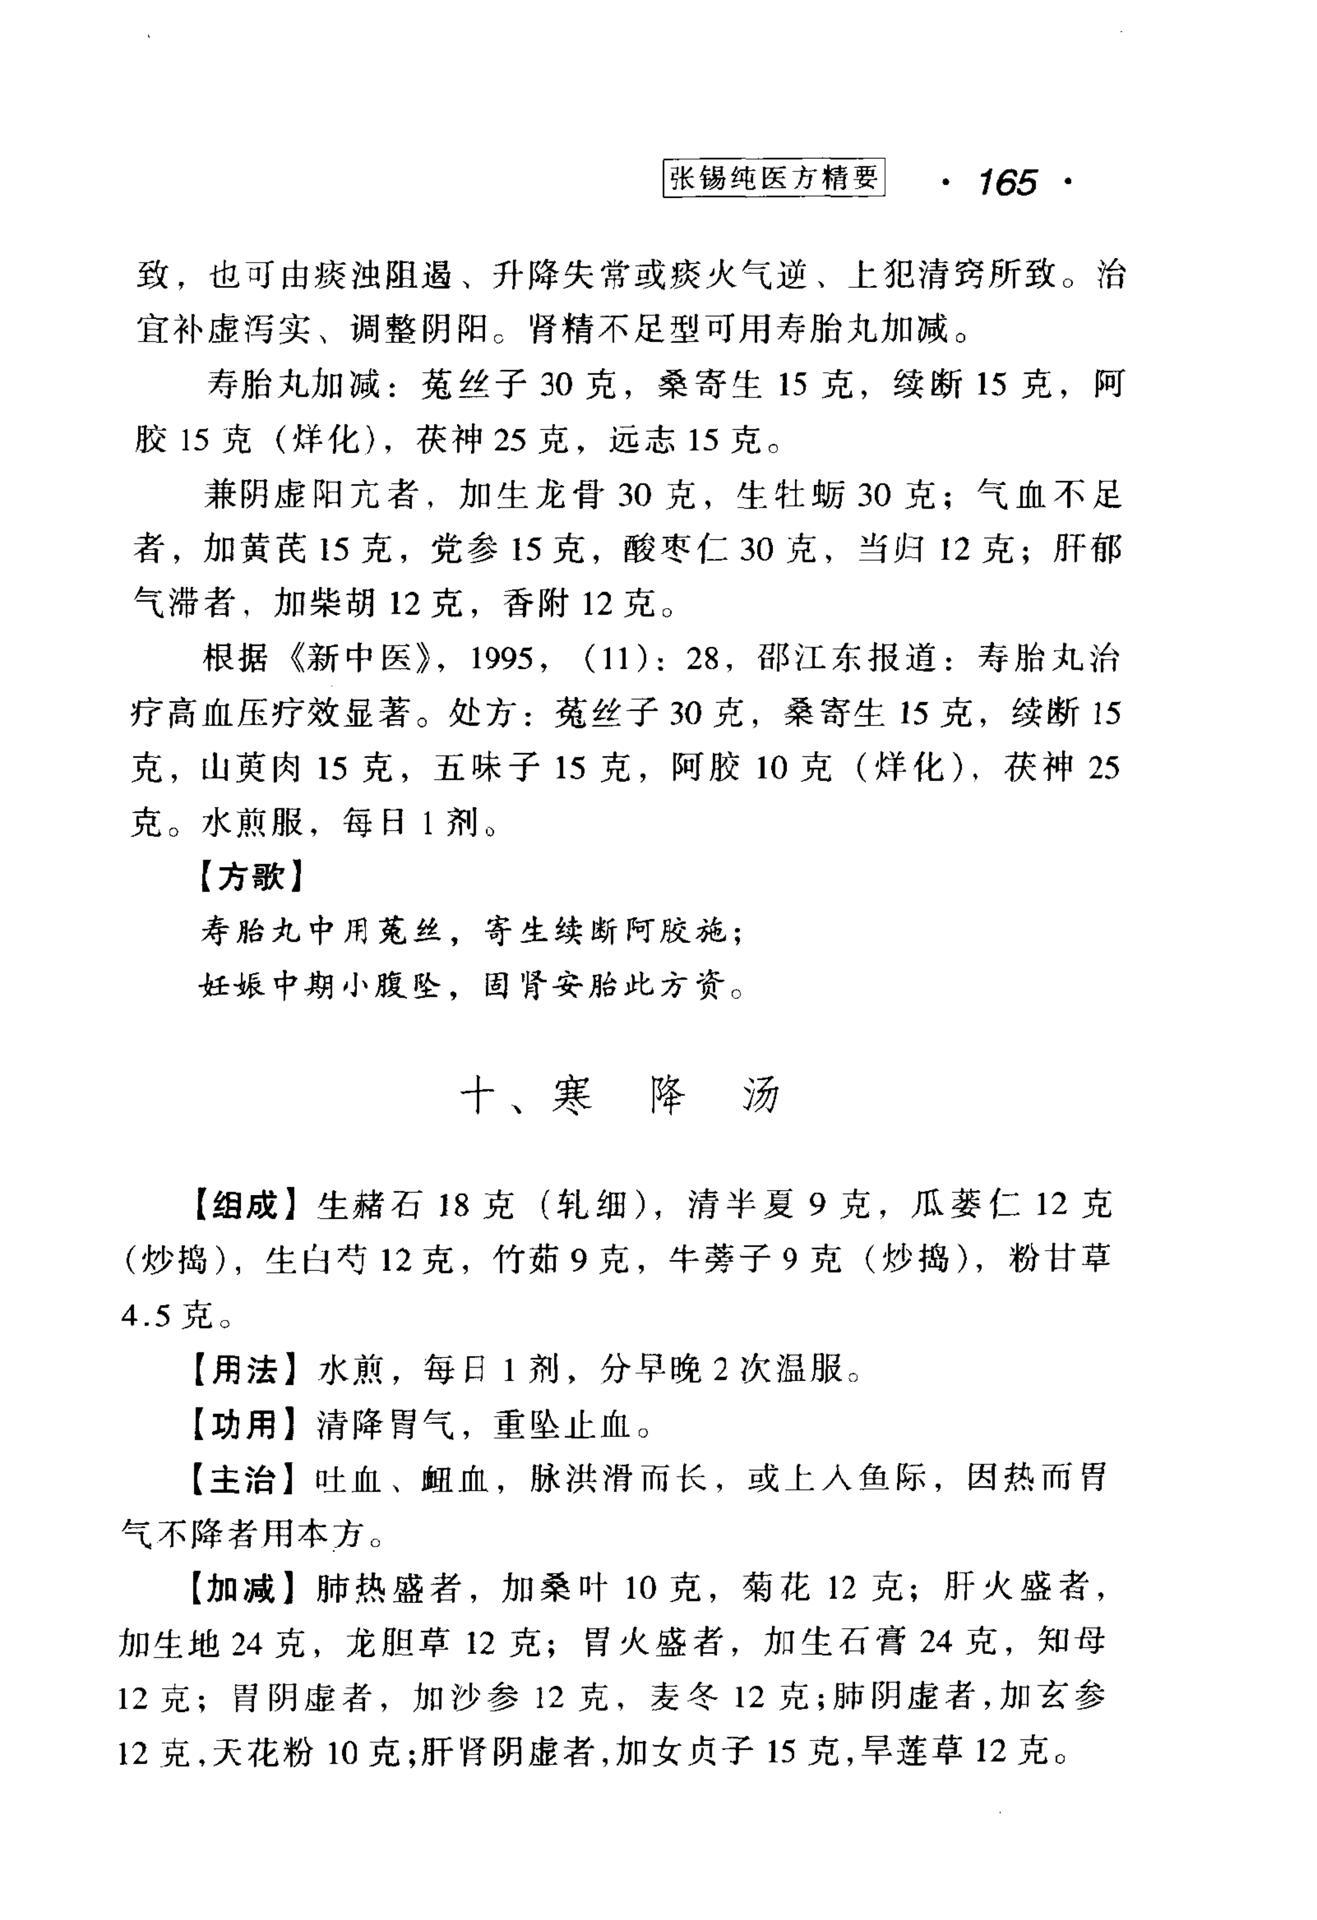 张锡纯医方精要 · 165 ·
致，也可由痰浊阻遏、升降失常或痰火气逆、上犯清窍所致。治
宜补虚泻实、调整阴阳。肾精不足型可用寿胎丸加减。
寿胎丸加减：菟丝子 30 克，桑寄生 15 克，续断 15 克，阿
胶 15 克（烊化），茯神 25 克，远志 15 克。
兼阴虚阳亢者，加生龙骨 30 克，生牡蛎 30 克；气血不足
者，加黄芪 15 克，党参 15 克，酸枣仁 30 克，当归 12 克；肝郁
气滞者，加柴胡 12 克，香附 12 克。
根据《新中医》，1995，（11）：28，邵江东报道：寿胎丸治
疗高血压疗效显著。处方：菟丝子 30 克，桑寄生 15 克，续断 15
克，山萸肉 15 克，五味子 15 克，阿胶 10 克（烊化），茯神 25
克。水煎服，每日 1 剂。
【方歌】
寿胎丸中用菟丝，寄生续断阿胶施；
妊娠中期小腹坠，固肾安胎此方资。
十、寒 降 汤
【组成】生赭石 18 克（轧细），清半夏 9 克，瓜蒌仁 12 克
（炒捣），生白芍 12 克，竹茹 9 克，牛蒡子 9 克（炒捣），粉甘草
4.5 克。
【用法】水煎，每日 1 剂，分早晚 2 次温服。
【功用】清降胃气，重坠止血。
【主治】吐血、衄血，脉洪滑而长，或上入鱼际，因热而胃
气不降者用本方。
【加减】肺热盛者，加桑叶 10 克，菊花 12 克；肝火盛者，
加生地 24 克，龙胆草 12 克；胃火盛者，加生石膏 24 克，知母
12 克；胃阴虚者，加沙参 12 克，麦冬 12 克；肺阴虚者，加玄参
12 克，天花粉 10 克；肝肾阴虚者，加女贞子 15 克，旱莲草 12 克。